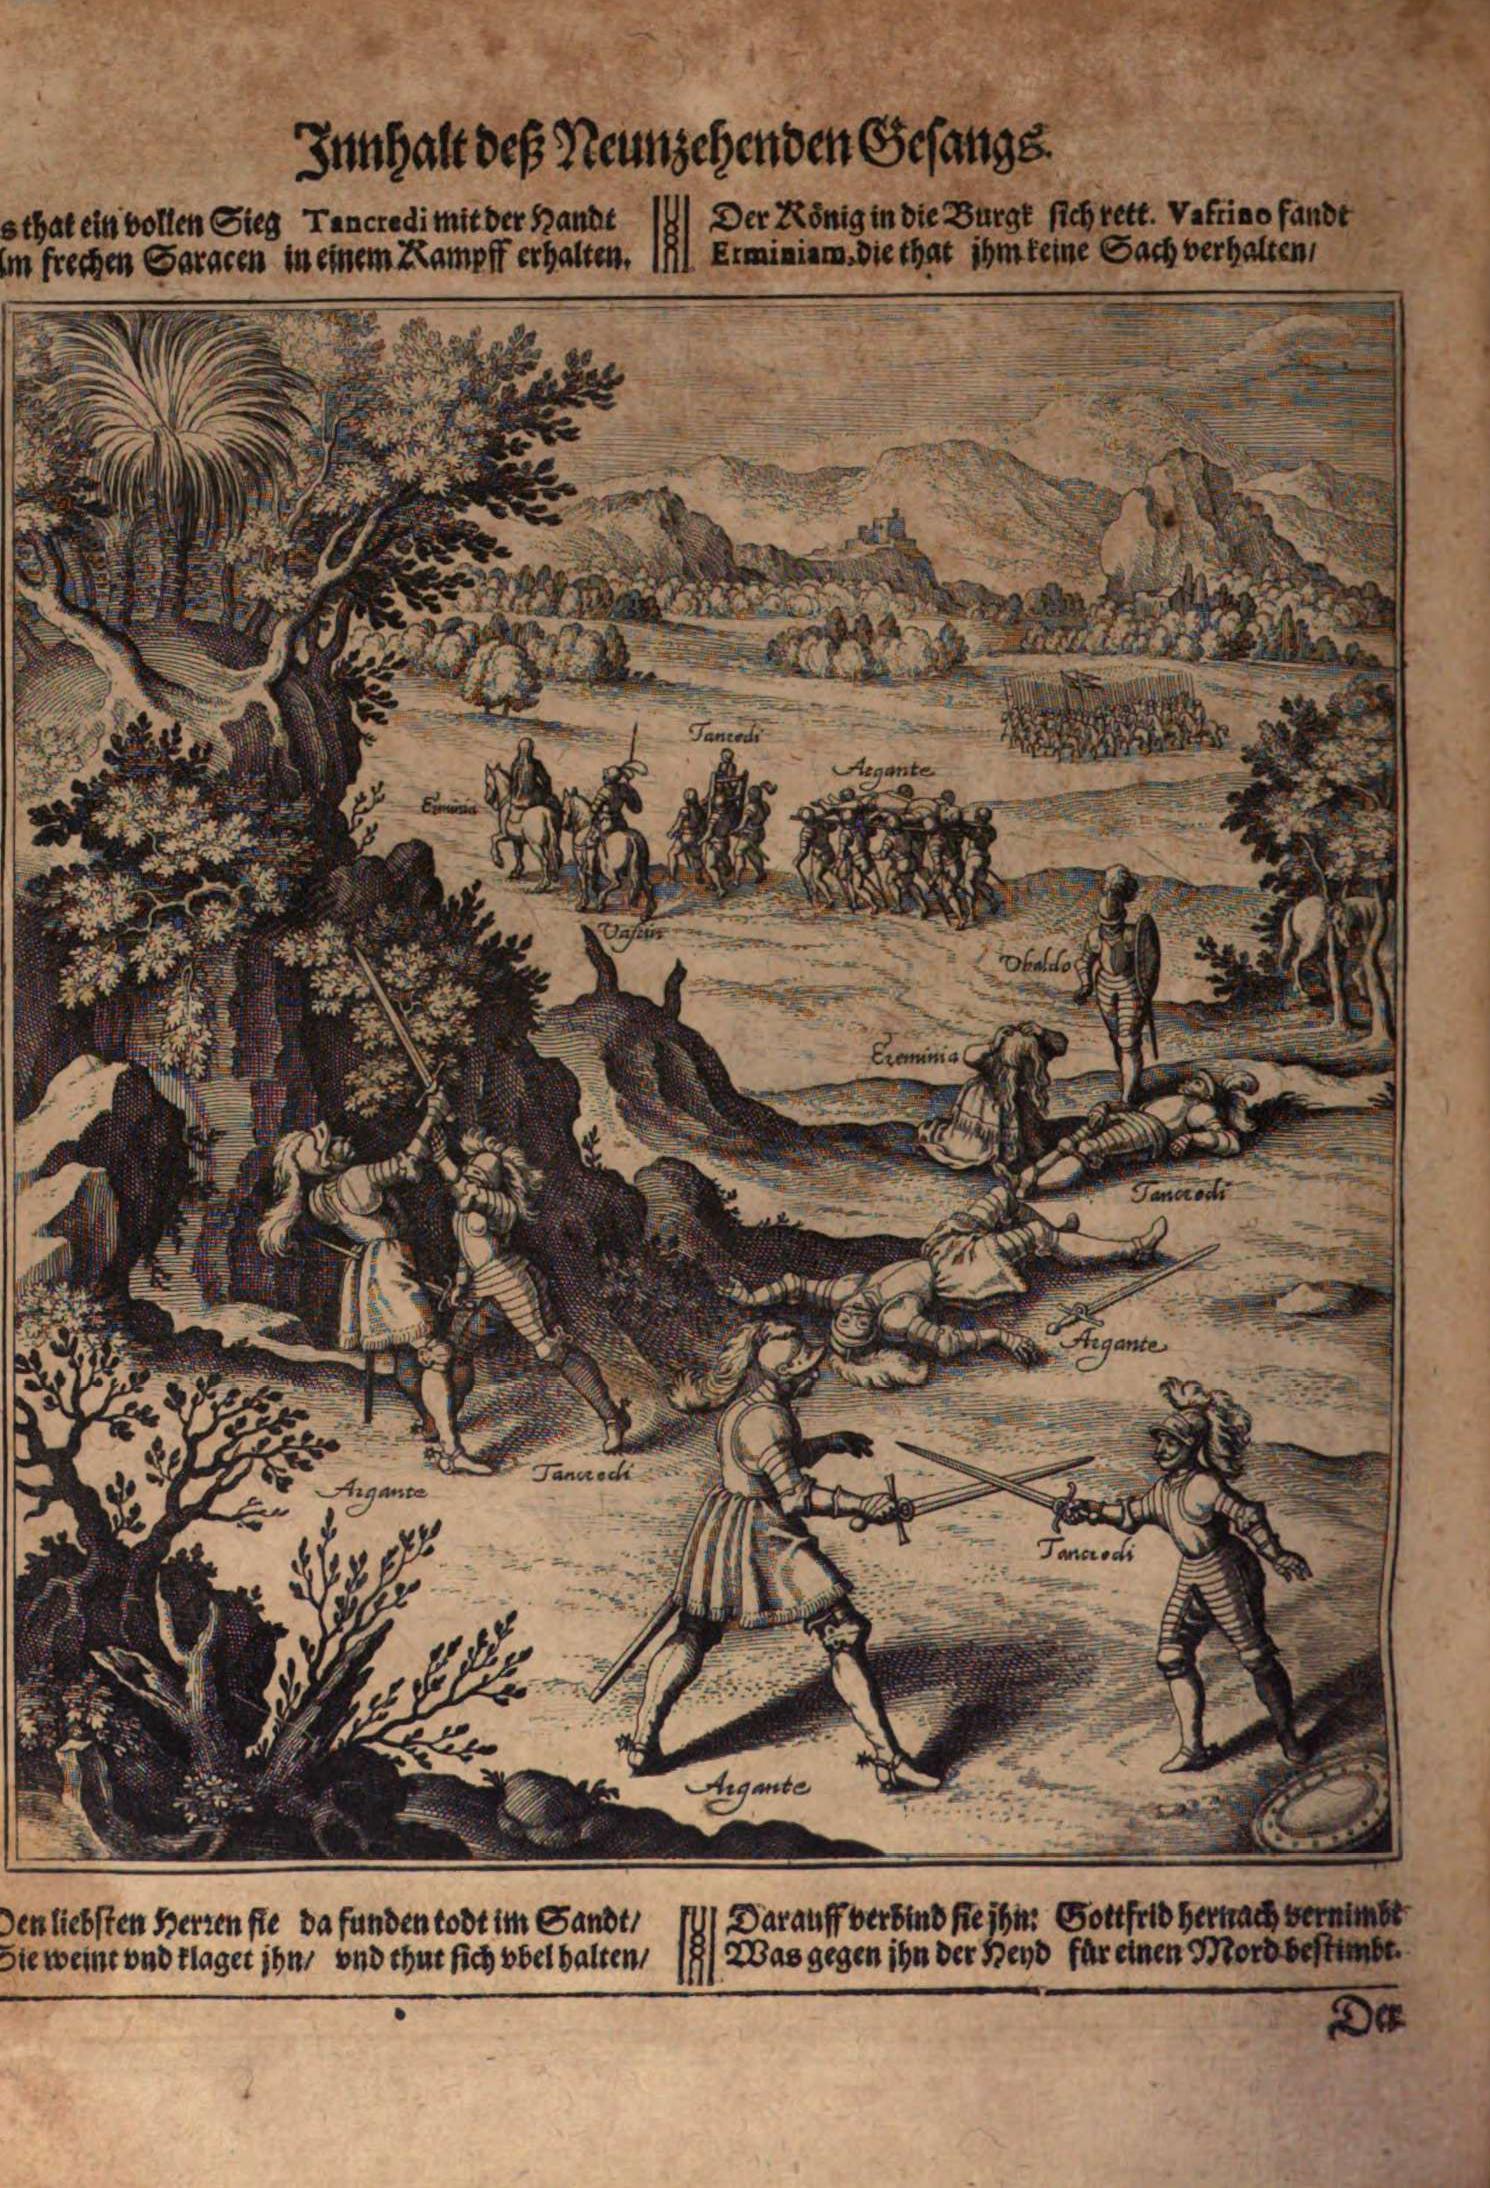 Innhalt deß Neunzehenden Gesangs.
s that ein vollen Sieg Tancredi mit der Handt
Im frechen Saracen in einem Kampff erhalten.
Der König in die Burgk sich rett. Vafrino fandt
Erminiam, die that jhm keine Sach verhalten/
Tancredi
Argante
Erminia
Vafrin
Vbaldo
Ereminia
Tancredi
Argante
Tancredi
Argante
Tancredi
Argante
Den liebsten Herren sie da funden todt im Sandt/
Sie weint vnd klaget jhn/ vnd thut sich vbel halten/
Darauff verbind sie jhn: Gottfrid hernach vernimbt
Was gegen jhn der Heyd für einen Mord bestimbt.
Der